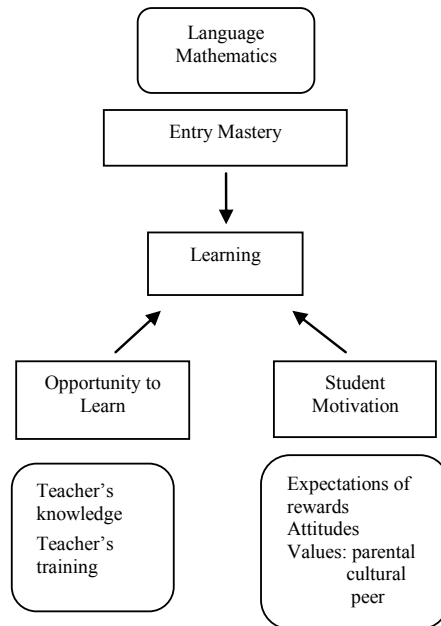 Language
Mathematics
Entry Mastery
Learning
Opportunity to
Learn
Student
Motivation
Teacher’s
knowledge
Teacher’s
training
Expectations of
rewards
Attitudes
Values: parental
cultural
peer